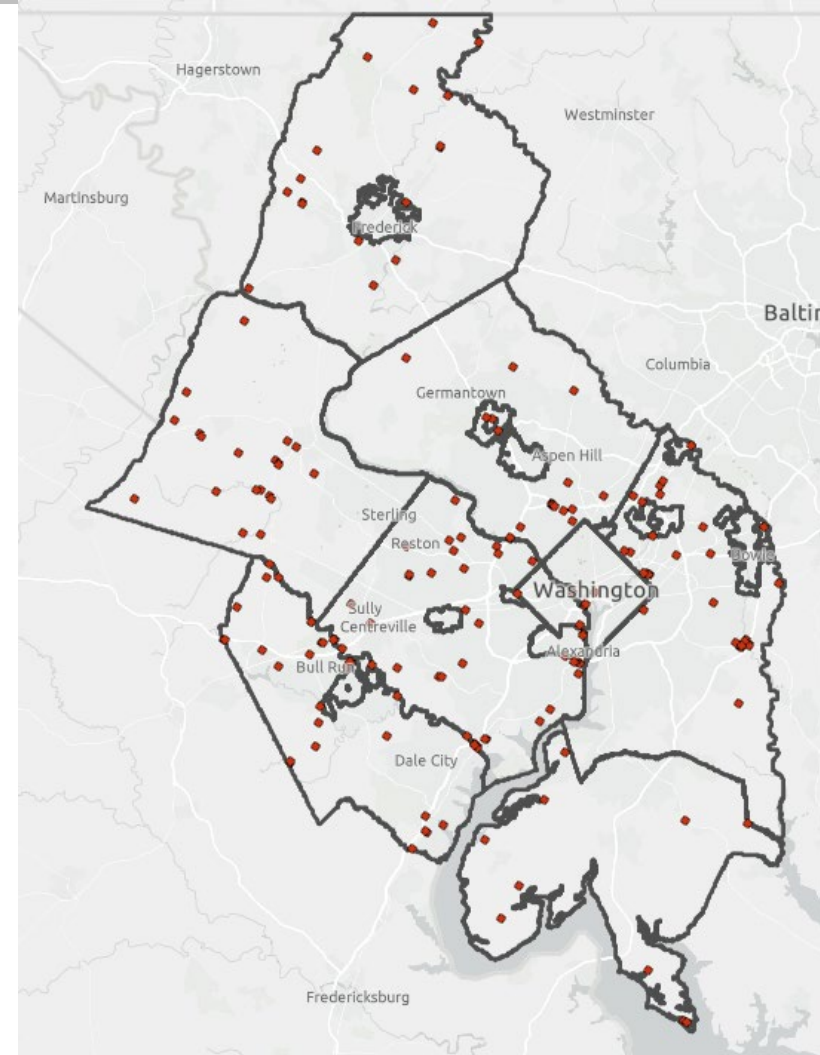 Hagerstown
Westminster
Martinsburg
Frederick
Baltir
Columbia
Germantown
Aspen Hill
Sterling
Reston
Bowie
Washington
Sully
Centreville
Alexandria
Bull Run
Dale City
Fredericksburg